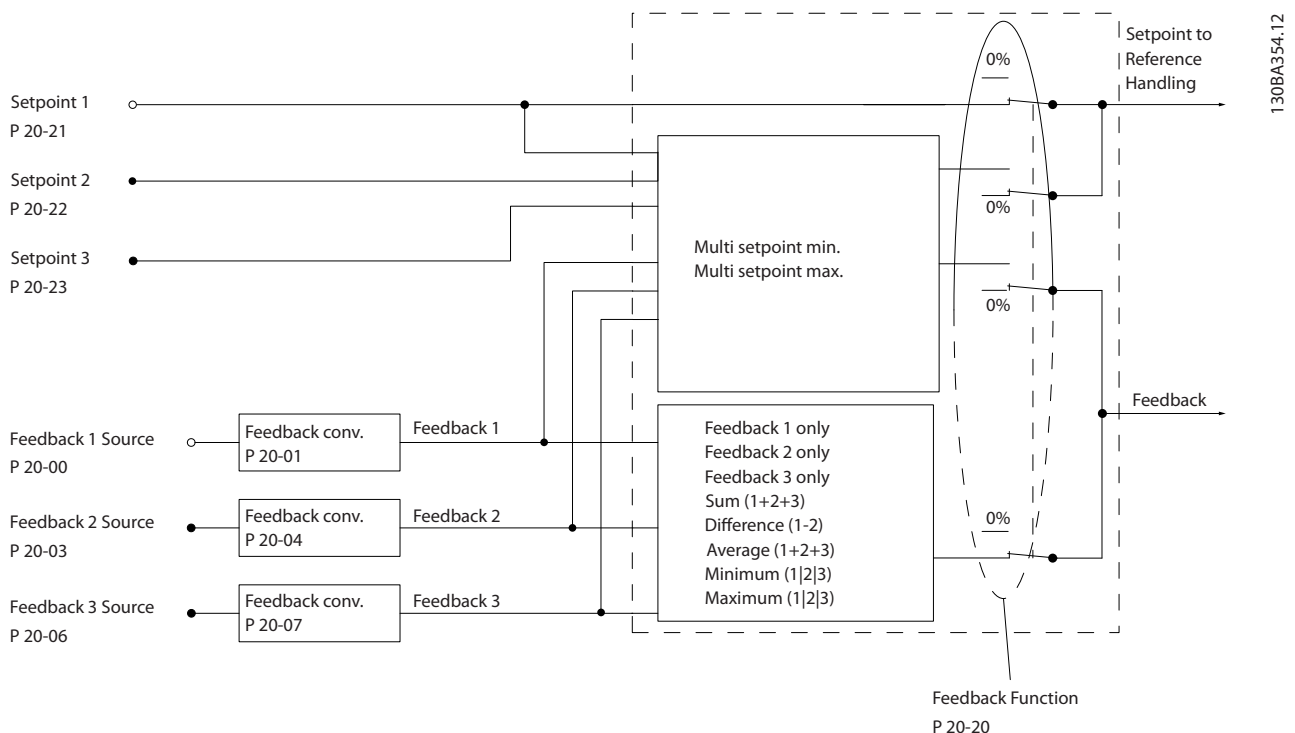 130BA354.12
Setpoint to
Reference
Handling
0%
Setpoint 1
P 20-21
Setpoint 2
P 20-22
0%
Setpoint 3
P 20-23
Multi setpoint min.
Multi setpoint max.
0%
Feedback
Feedback 1 Source
P 20-00
Feedback conv.
P 20-01
Feedback 1
Feedback 2 Source
P 20-03
Feedback conv.
P 20-04
Feedback 2
Feedback 3 Source
P 20-06
Feedback conv.
P 20-07
Feedback 3
Feedback 1 only
Feedback 2 only
Feedback 3 only
Sum (1+2+3)
Difference (1-2)
Average (1+2+3)
Minimum (1|2|3)
Maximum (1|2|3)
0%
Feedback Function
P 20-20